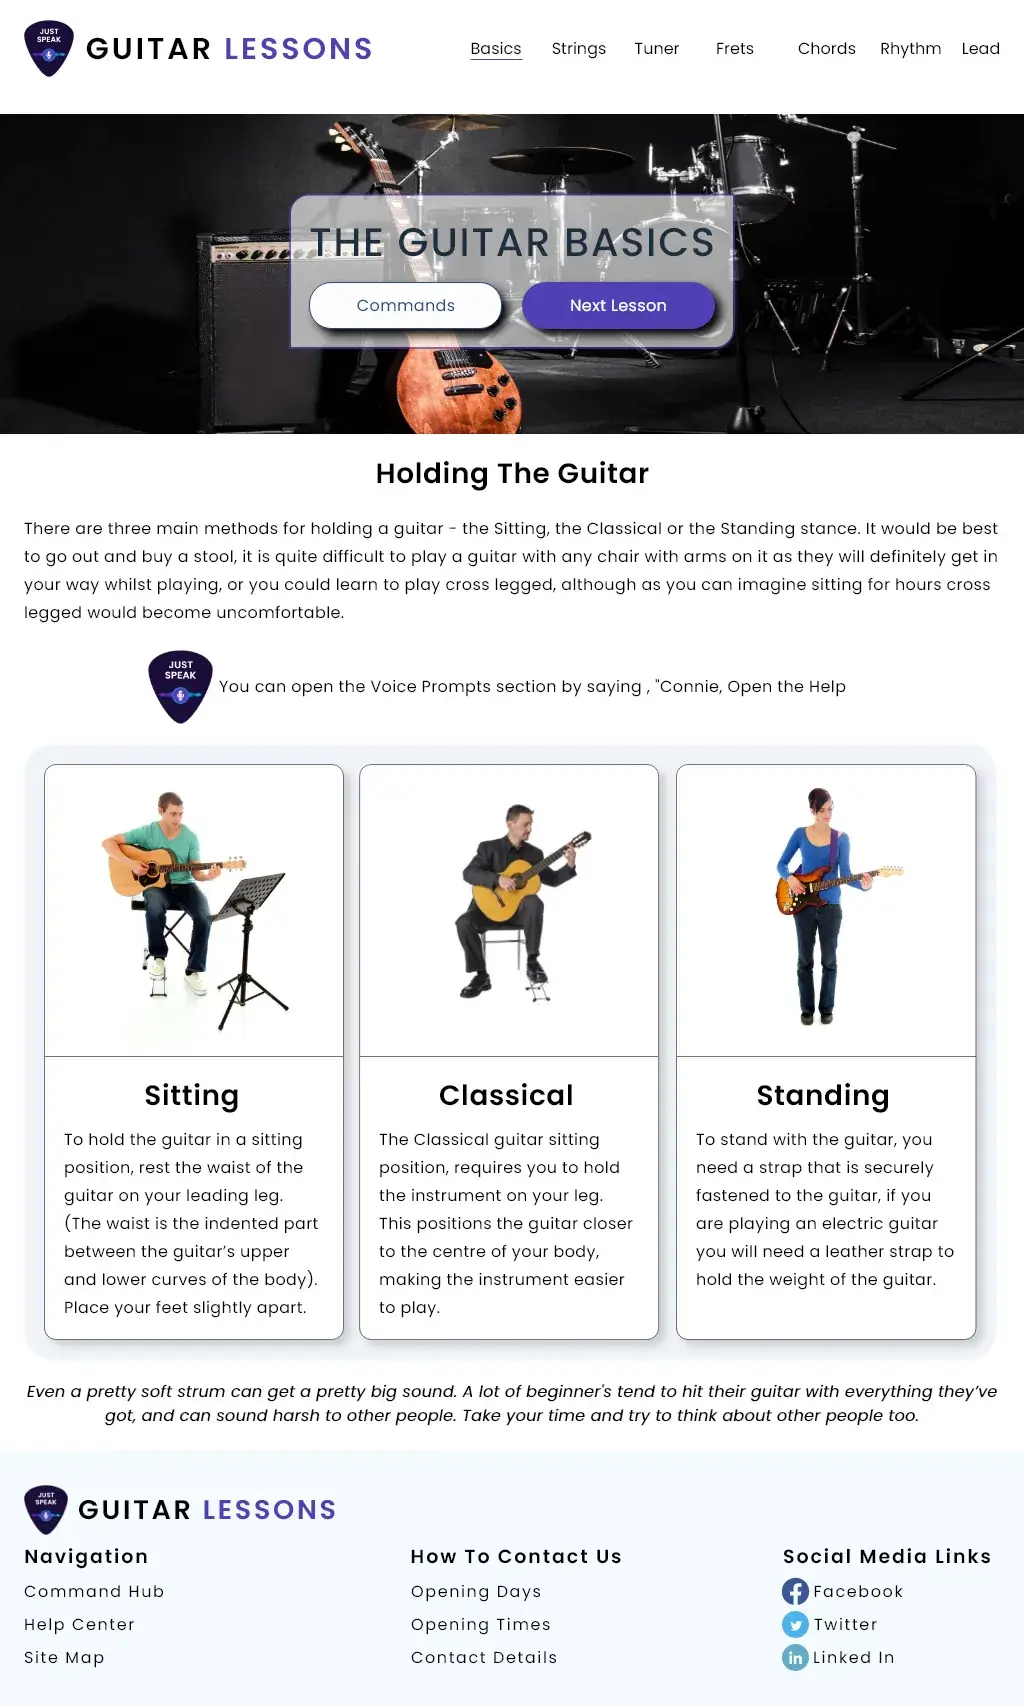 JUST
SPEAK
GUITAR LESSONS
Basics Strings Tuner Frets Chords Rhythm Lead
THE GUITAR BASICS
Commands Next Lesson
Holding The Guitar
There are three main methods for holding a guitar - the Sitting, the Classical or the Standing stance. It would be best
to go out and buy a stool, it is quite difficult to play a guitar with any chair with arms on it as they will definitely get in
your way whilst playing, or you could learn to play cross legged, although as you can imagine sitting for hours cross
legged would become uncomfortable.
JUST
SPEAK
You can open the Voice Prompts section by saying , "Connie, Open the Help
Sitting
To hold the guitar in a sitting
position, rest the waist of the
guitar on your leading leg.
(The waist is the indented part
between the guitar’s upper
and lower curves of the body).
Place your feet slightly apart.
Classical
The Classical guitar sitting
position, requires you to hold
the instrument on your leg.
This positions the guitar closer
to the centre of your body,
making the instrument easier
to play.
Standing
To stand with the guitar, you
need a strap that is securely
fastened to the guitar, if you
are playing an electric guitar
you will need a leather strap to
hold the weight of the guitar.
Even a pretty soft strum can get a pretty big sound. A lot of beginner's tend to hit their guitar with everything they’ve
got, and can sound harsh to other people. Take your time and try to think about other people too.
JUST
SPEAK
GUITAR LESSONS
Navigation
Command Hub
Help Center
Site Map
How To Contact Us
Opening Days
Opening Times
Contact Details
Social Media Links
Facebook
Twitter
Linked In